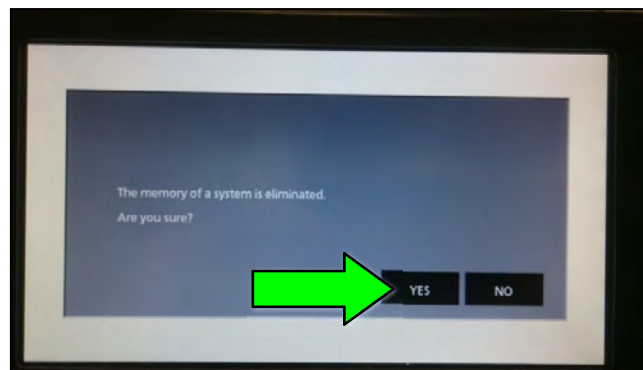 The memory of a system is eliminated.
Are you sure?
YES NO